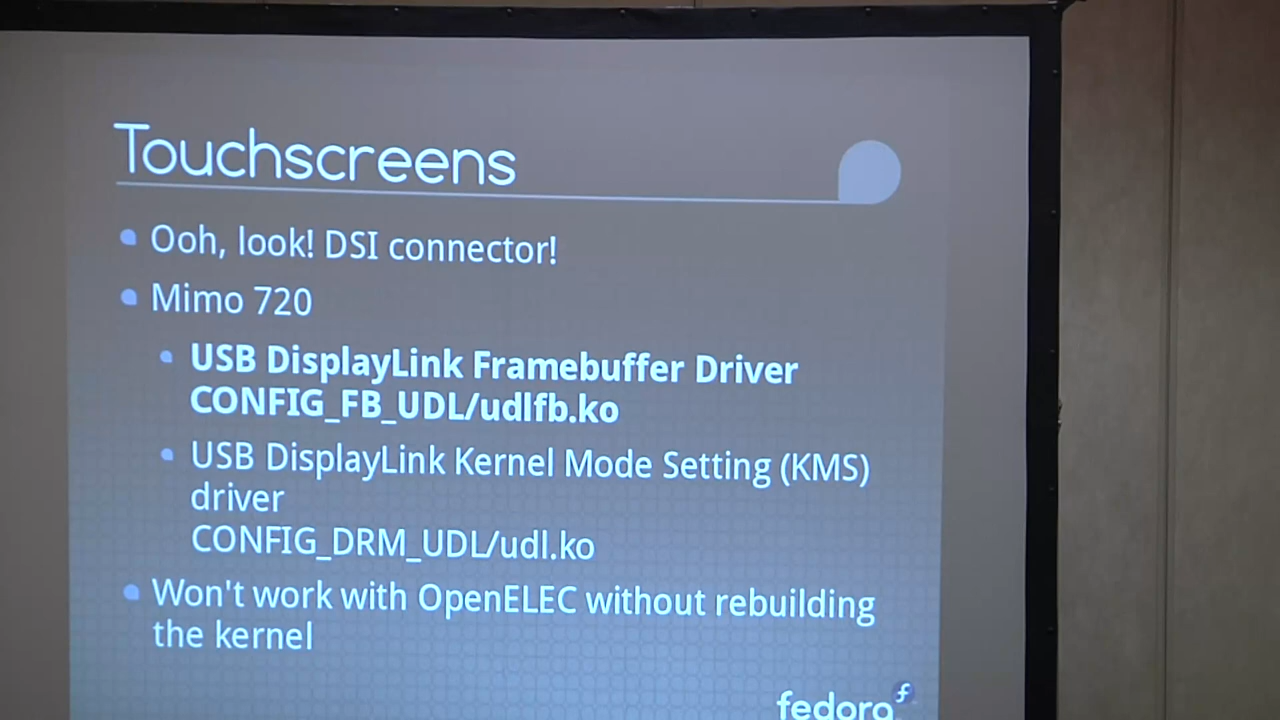 Touchscreens
Ooh, look! DSI connector!
Mimo 720
USB DisplayLink Framebuffer Driver
CONFIG_FB_UDL/udlfb.ko
USB DisplayLink Kernel Mode Setting (KMS)
driver
CONFIG_DRM_UDL/udl.ko
Won't work with OpenELEC without rebuilding
the kernel
fedora